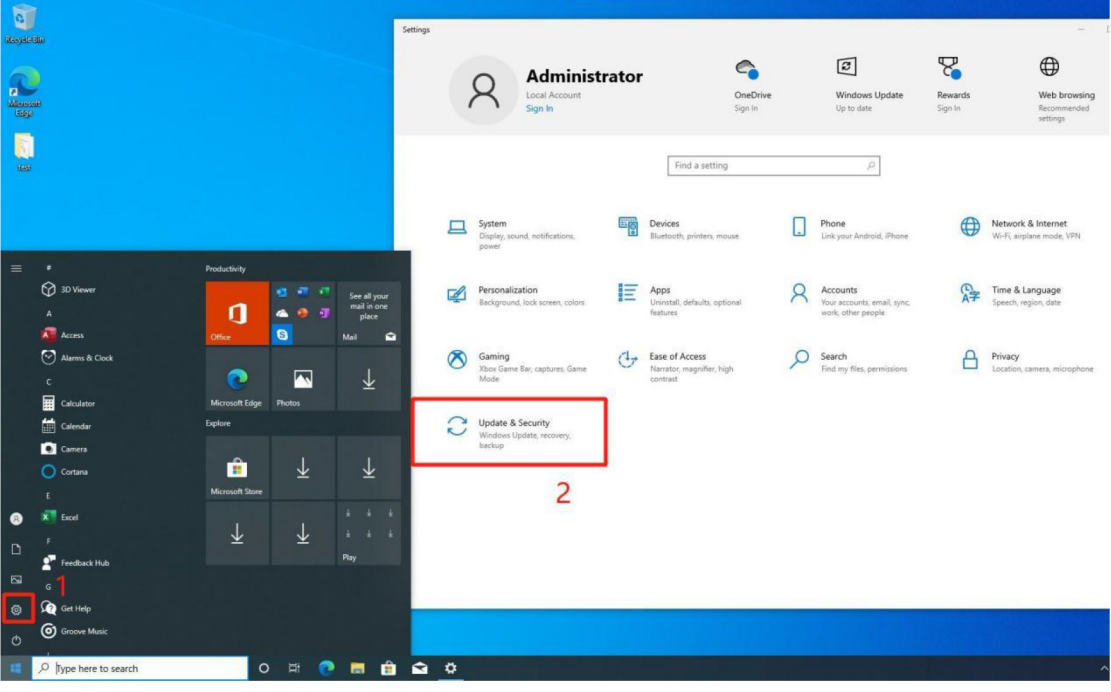 Recycle Bin
Microsoft
Edge
test
Settings
Administrator
Local Account
Sign In
OneDrive
Sign In
Windows Update
Up to date
Rewards
Sign In
Web browsing
Recommended
settings
Find a setting
System
Display, sound, notifications,
power
Devices
Bluetooth, printers, mouse
Phone
Link your Android, iPhone
Network & Internet
Wi-Fi, airplane mode, VPN
Personalization
Background, lock screen, colors
Apps
Uninstall, defaults, optional
features
Accounts
Your accounts, email, sync,
work, other people
Time & Language
Speech, region, date
Gaming
Xbox Game Bar, captures, Game
Mode
Ease of Access
Narrator, magnifier, high
contrast
Search
Find my files, permissions
Privacy
Location, camera, microphone
Update & Security
Windows Update, recovery,
backup
2
#
3D Viewer
A
Access
Alarms & Clock
C
Calculator
Calendar
Camera
Cortana
E
Excel
F
Feedback Hub
G
1
Get Help
Groove Music
Productivity
Office
See all your
mail in one
place
Mail
Microsoft Edge
Photos
Explore
Microsoft Store
Play
Type here to search